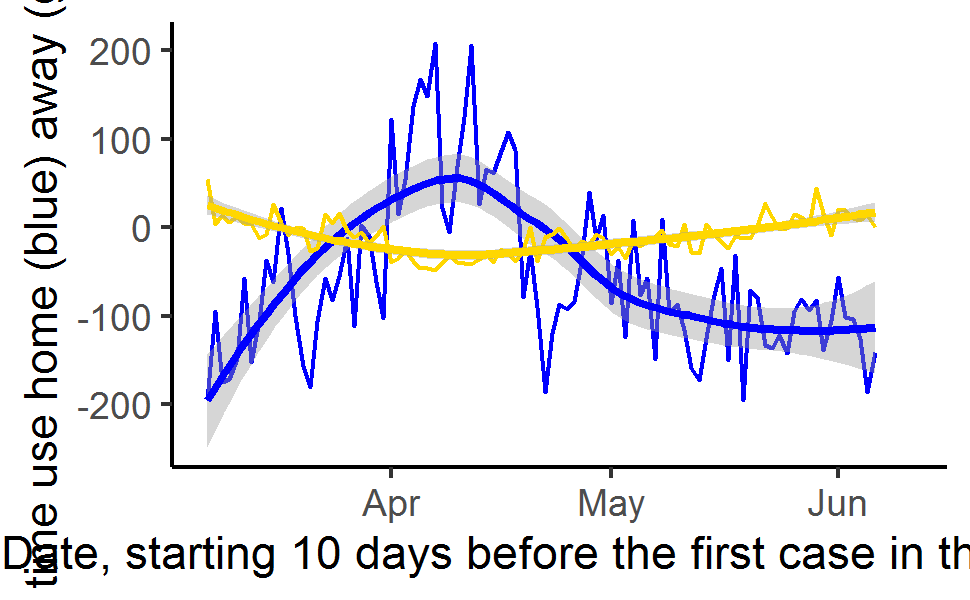 time use home (blue) away (
200
100
0
-100
-200
Apr May Jun
Date, starting 10 days before the first case in th